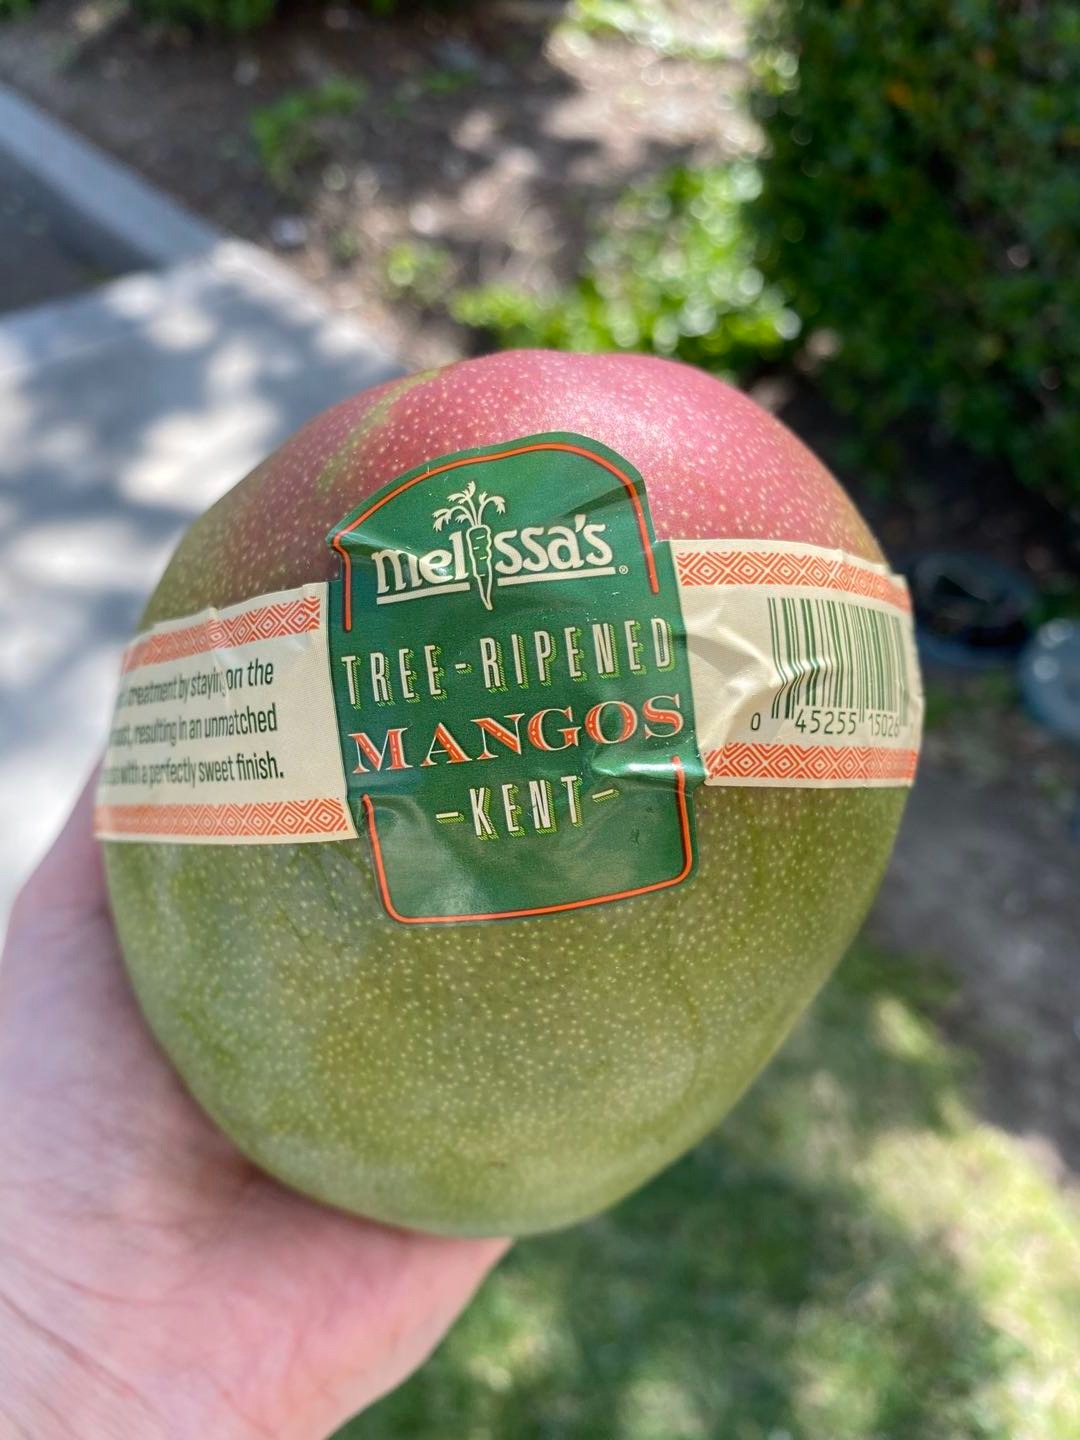 melissa's®
TREE-RIPENED
MANGOS
-KENT-
treatment by staying on the
resulting in an unmatched
with a perfectly sweet finish.
0 45255 15026